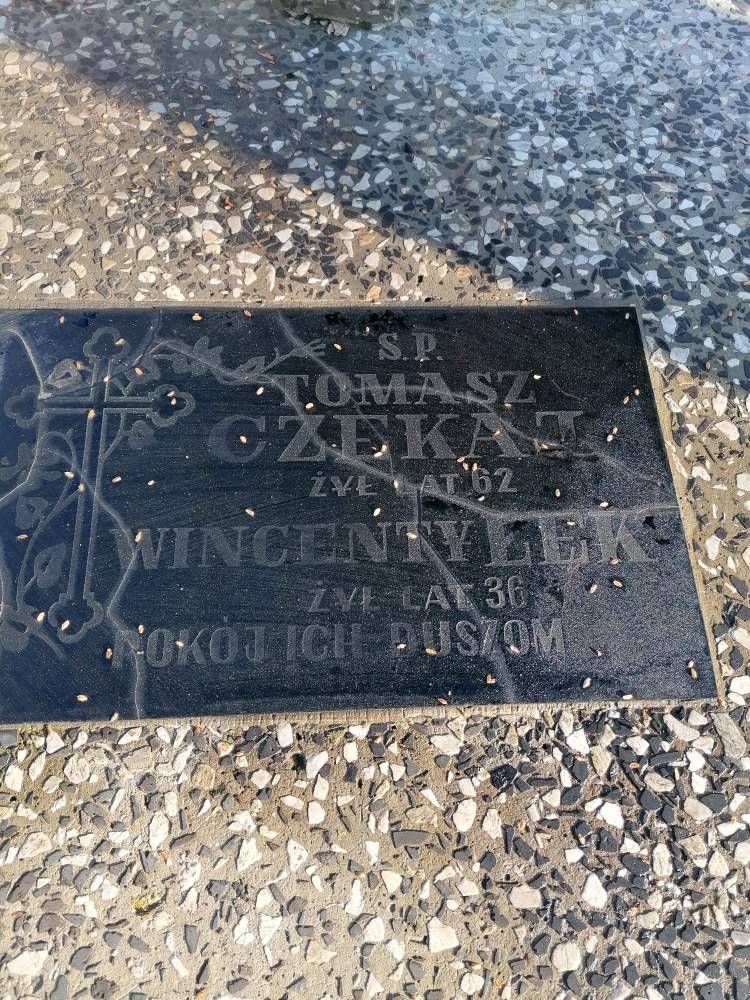 Ś.P.
TOMASZ
CZEKAJ
ŻYŁ LAT 62
WINCENTY ŁĘK
ŻYŁ LAT 36
POKÓJ ICH DUSZOM